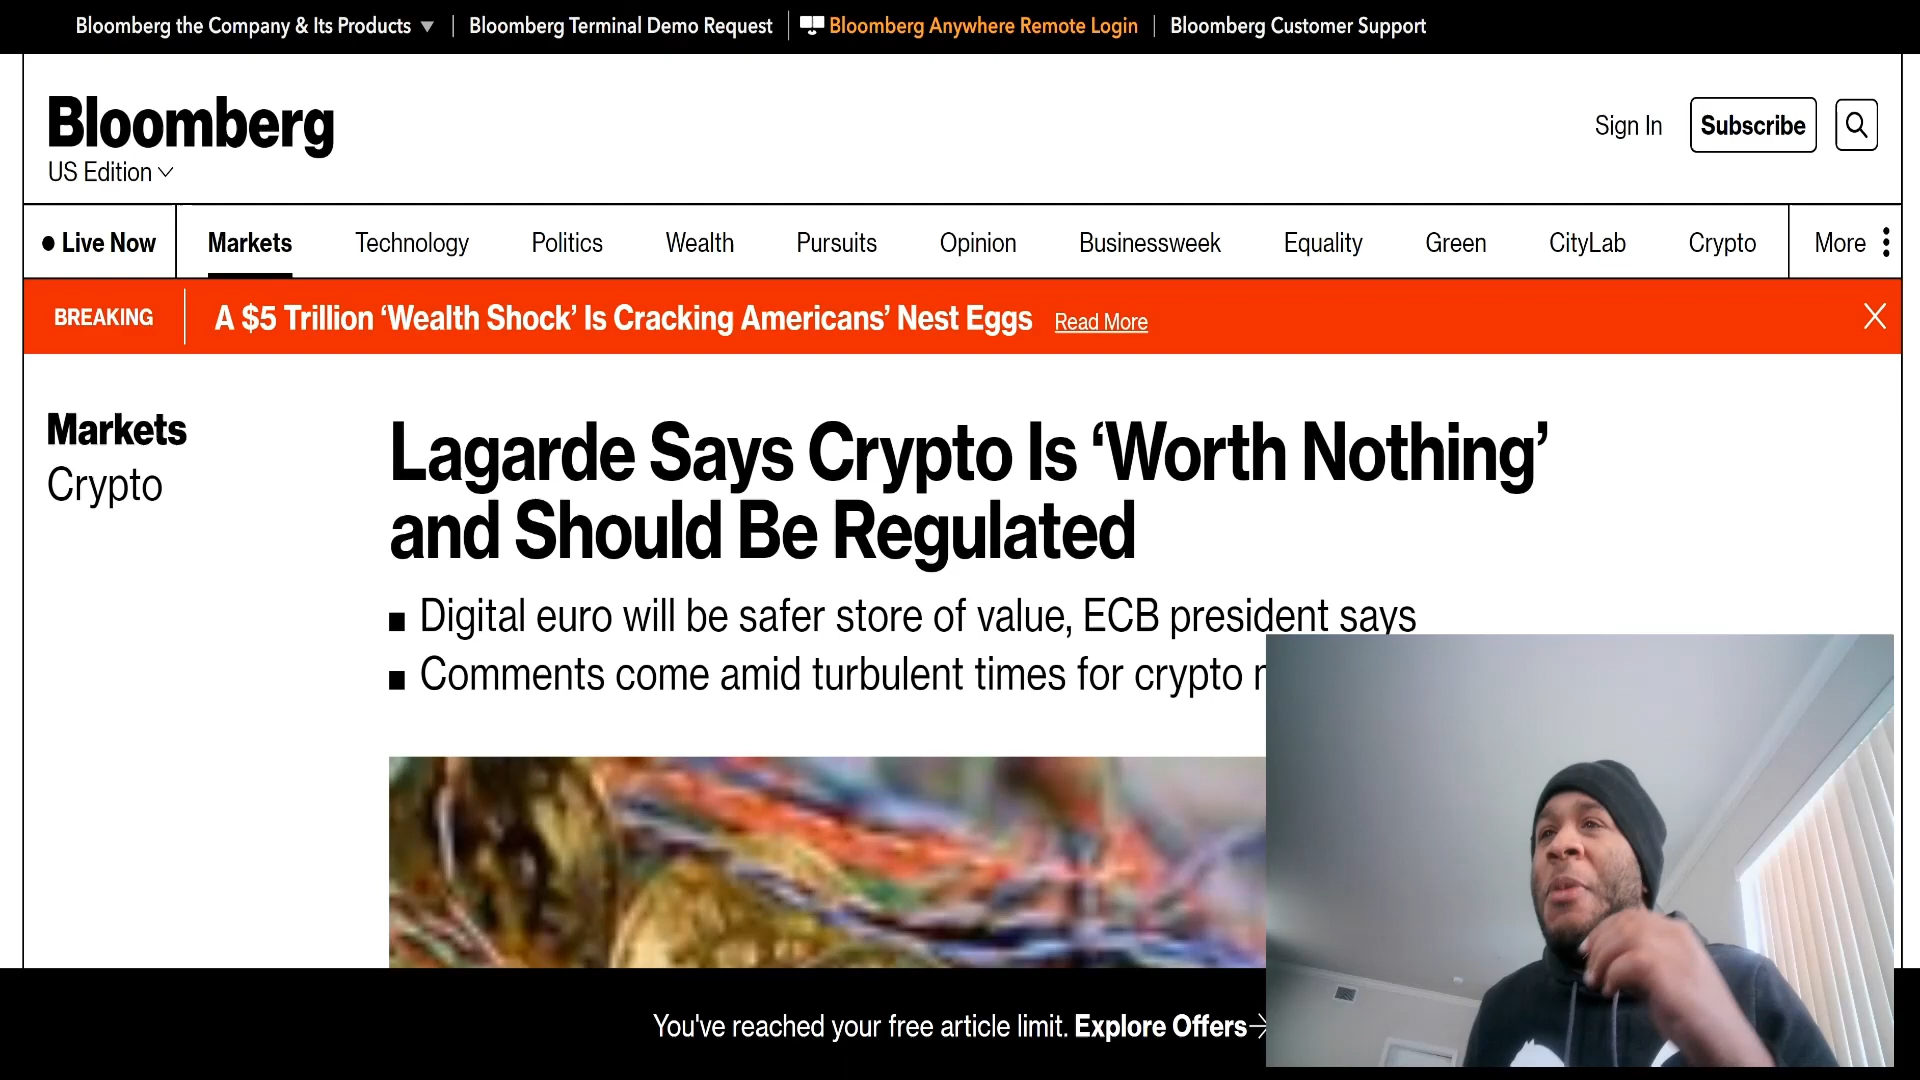 Bloomberg the Company & Its Products ▼ | Bloomberg Terminal Demo Request | Bloomberg Anywhere Remote Login | Bloomberg Customer Support
Bloomberg
US Edition
Sign In
Subscribe
Live Now
Markets
Technology
Politics
Wealth
Pursuits
Opinion
Businessweek
Equality
Green
CityLab
Crypto
More
BREAKING
A $5 Trillion ‘Wealth Shock’ Is Cracking Americans’ Nest Eggs Read More
Markets
Crypto
Lagarde Says Crypto Is ‘Worth Nothing’
and Should Be Regulated
■ Digital euro will be safer store of value, ECB president says
■ Comments come amid turbulent times for crypto
You've reached your free article limit. Explore Offers→